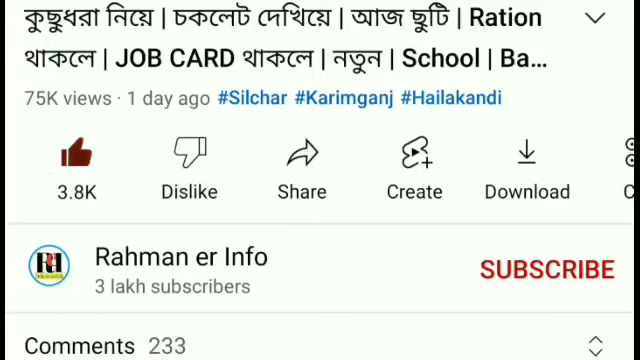 কুছুধরা নিয়ে | চকলেট দেখিয়ে | আজ ছুটি | Ration
থাকলে | JOB CARD থাকলে | নতুন | School | Ba...
75K views · 1 day ago #Silchar #Karimganj #Hailakandi
3.8K Dislike Share Create Download
Rahman er Info
SUBSCRIBE
3 lakh subscribers
Comments 233